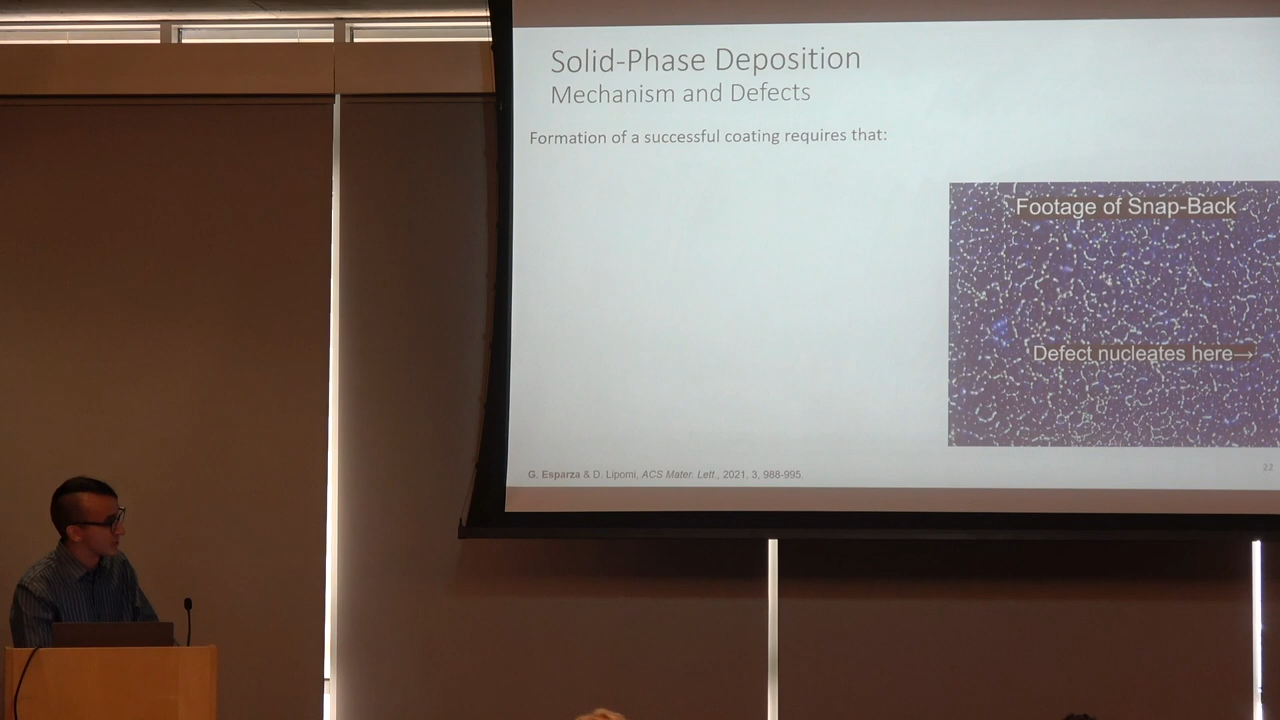 Solid-Phase Deposition
Mechanism and Defects
Formation of a successful coating requires that:
Footage of Snap-Back
Defect nucleates here→
G. Esparza & D. Lipomi, ACS Mater. Lett., 2021, 3, 988-995.
22